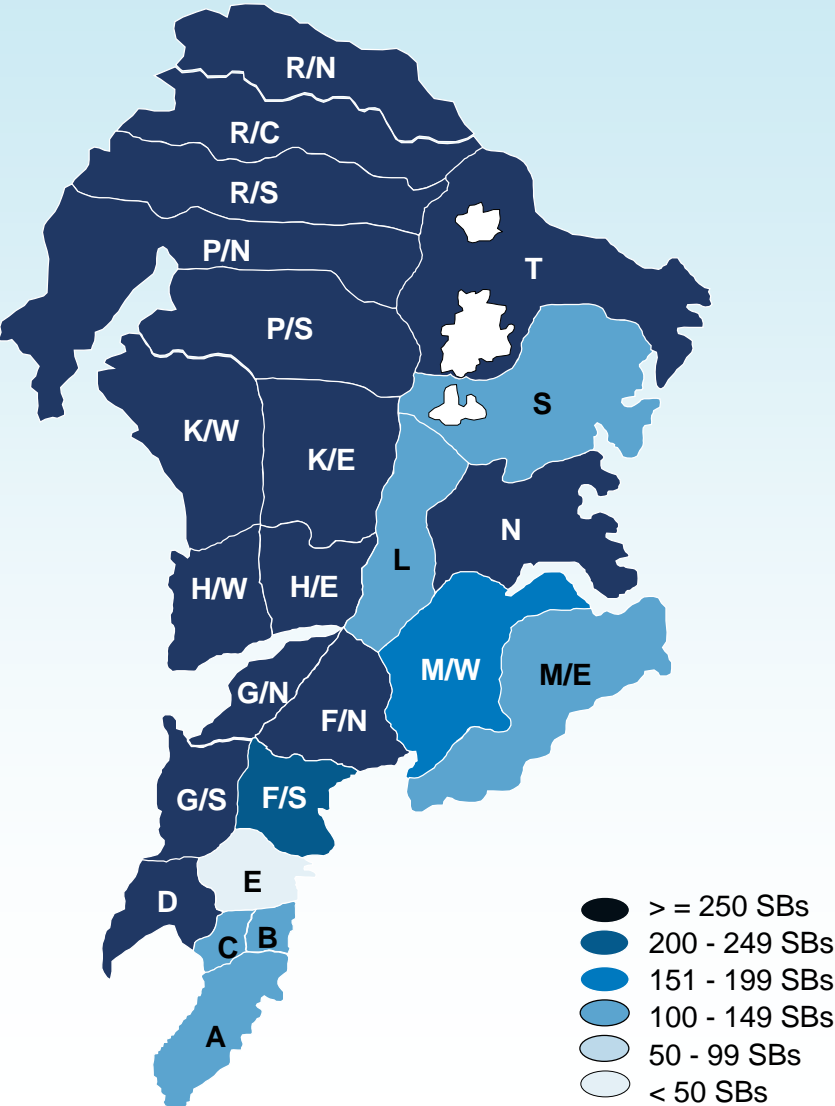 R/N
R/C
R/S
P/N
T
P/S
S
K/W
K/E
N
L
H/W
H/E
M/W
M/E
G/N
F/N
G/S
F/S
E
D
C
B
A
> = 250 SBs
200 - 249 SBs
151 - 199 SBs
100 - 149 SBs
50 - 99 SBs
< 50 SBs